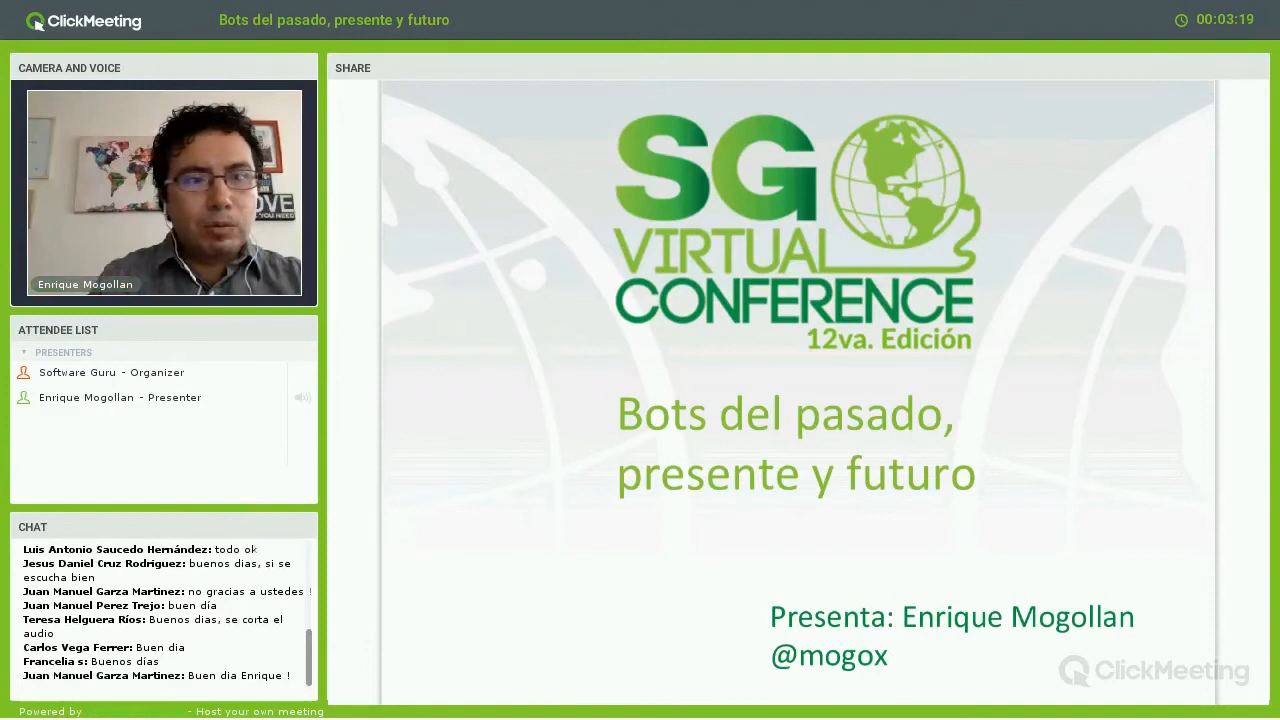 ClickMeeting
Bots del pasado, presente y futuro
00:03:19
CAMERA AND VOICE
SHARE
Enrique Mogollan
ATTENDEE LIST
PRESENTERS
Software Guru - Organizer
Enrique Mogollan - Presenter
CHAT
Luis Antonio Saucedo Hernández: todo ok
Jesus Daniel Cruz Rodriguez: buenos dias, si se
escucha bien
Juan Manuel Garza Martinez: no gracias a ustedes !
Juan Manuel Perez Trejo: buen día
Teresa Helguera Ríos: Buenos dias, se corta el
audio
Carlos Vega Ferrer: Buen dia
Francelia s: Buenos días
Juan Manuel Garza Martinez: Buen dia Enrique !
Powered by - Host your own meeting
SG
VIRTUAL
CONFERENCE
12va. Edición
Bots del pasado,
presente y futuro
Presenta: Enrique Mogollan
@mogox
ClickMeeting